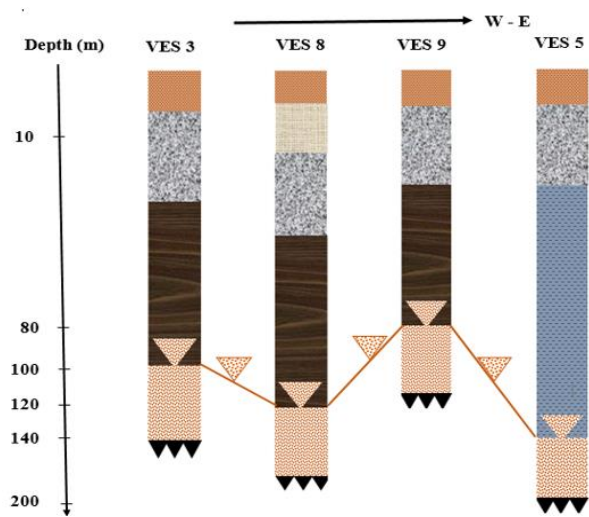 W - E
Depth (m)
VES 3
VES 8
VES 9
VES 5
10
80
100
120
140
200